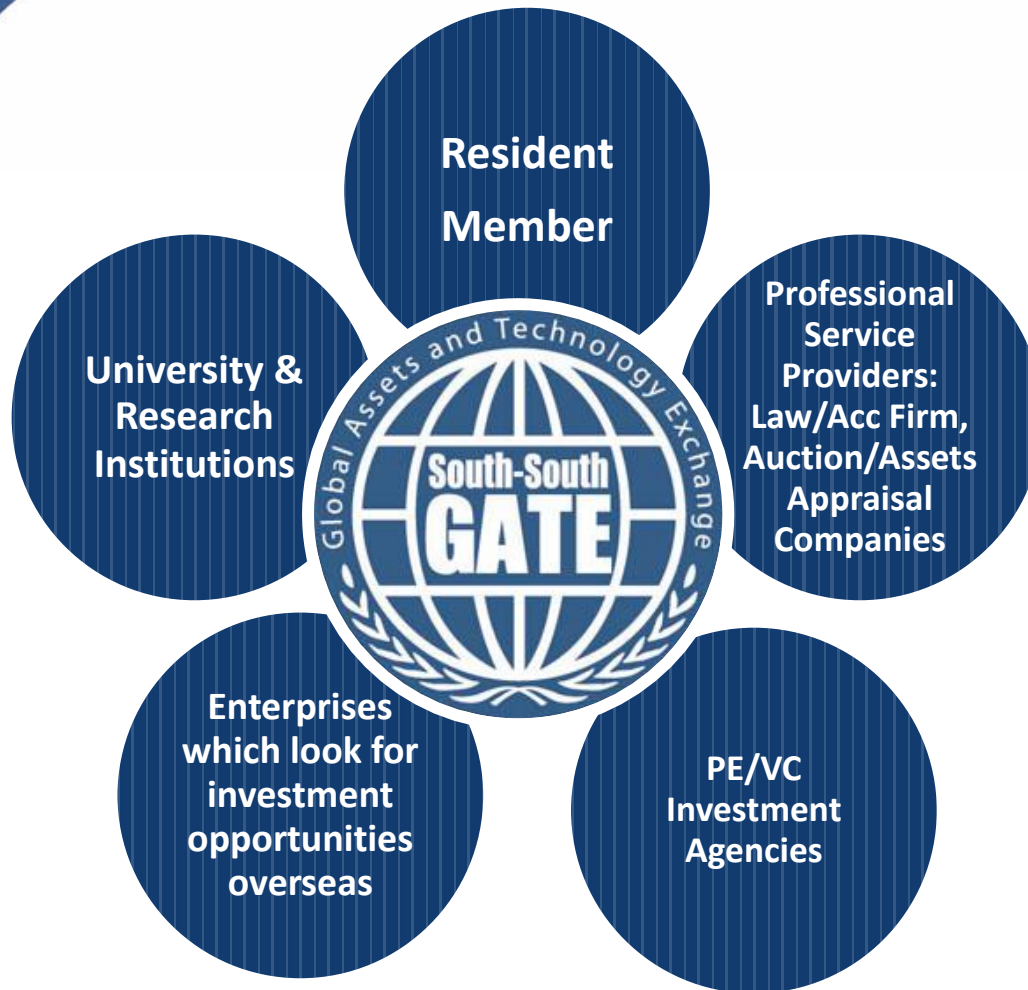 Resident
Member
Professional
Service
Providers:
Law/Acc Firm,
Auction/Assets
Appraisal
Companies
PE/VC
Investment
Agencies
Enterprises
which look for
investment
opportunities
overseas
University &
Research
Institutions
Global Assets and Technology Exchange
South-South
GATE